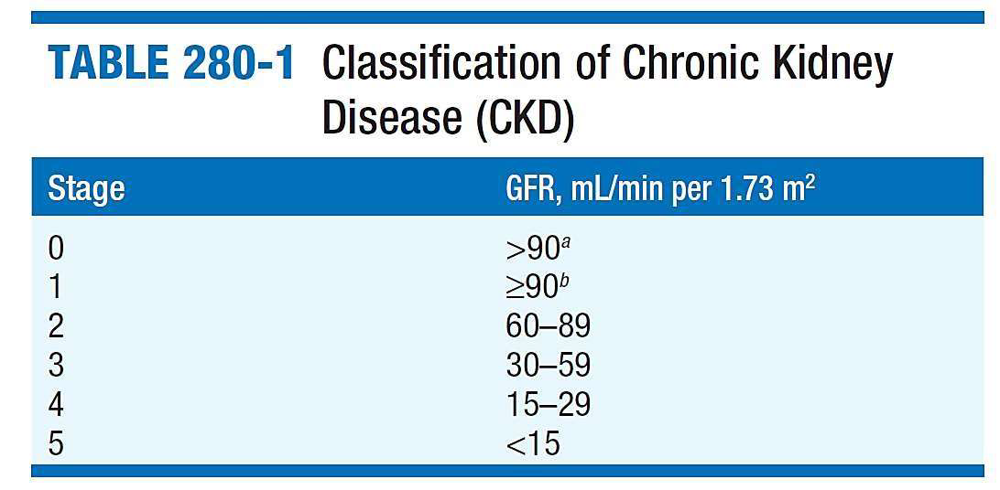 TABLE 280-1 Classification of Chronic Kidney
Disease (CKD)
Stage GFR, mL/min per 1.73 m²
0 >90ᵃ
1 ≥90ᵇ
2 60–89
3 30–59
4 15–29
5 <15